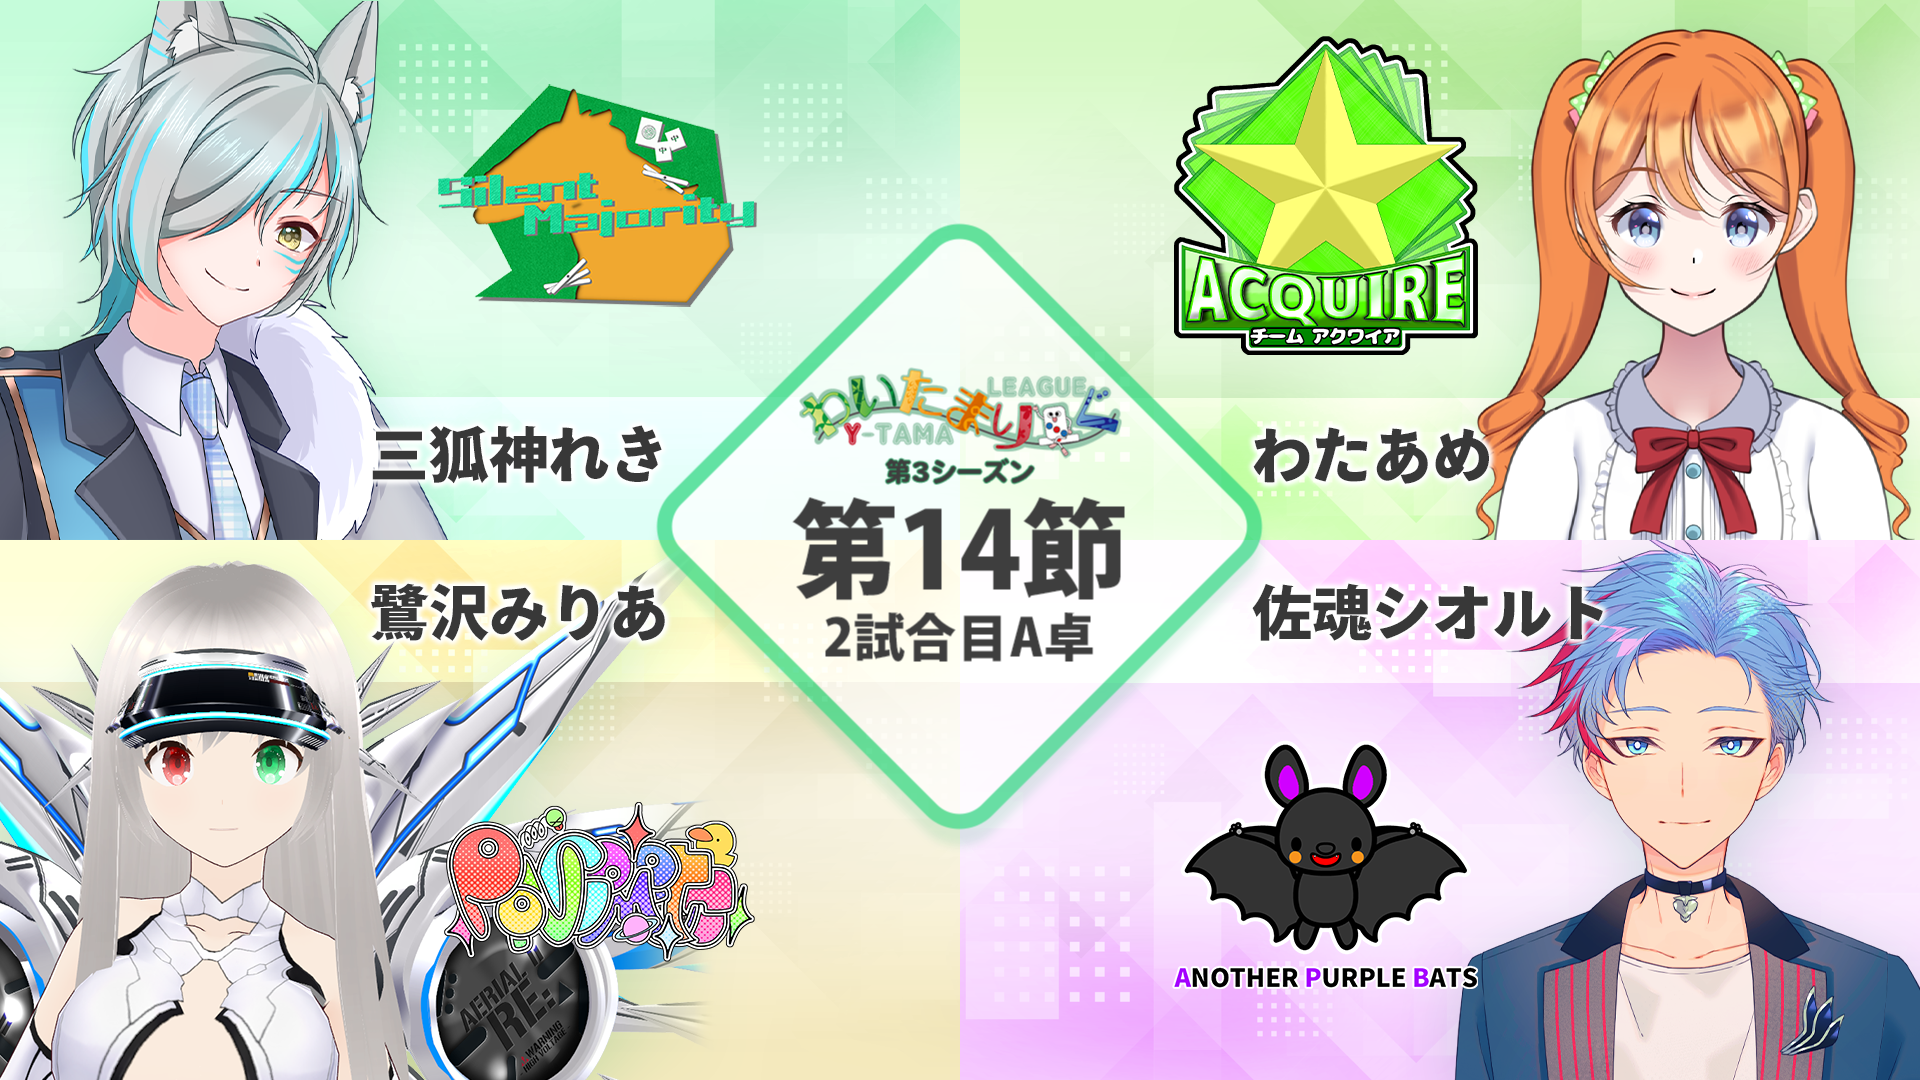 Silent
Majority
三狐神れき
ACQUIRE
チーム アクワイア
わたあめ
わいたまりーぐ
LEAGUE
Y-TAMA
第3シーズン
第14節
2試合目A卓
鷺沢みりあ
AERIAL
RE:
WARNING
HIGH VOLTAGE
佐魂シオルト
ANOTHER PURPLE BATS